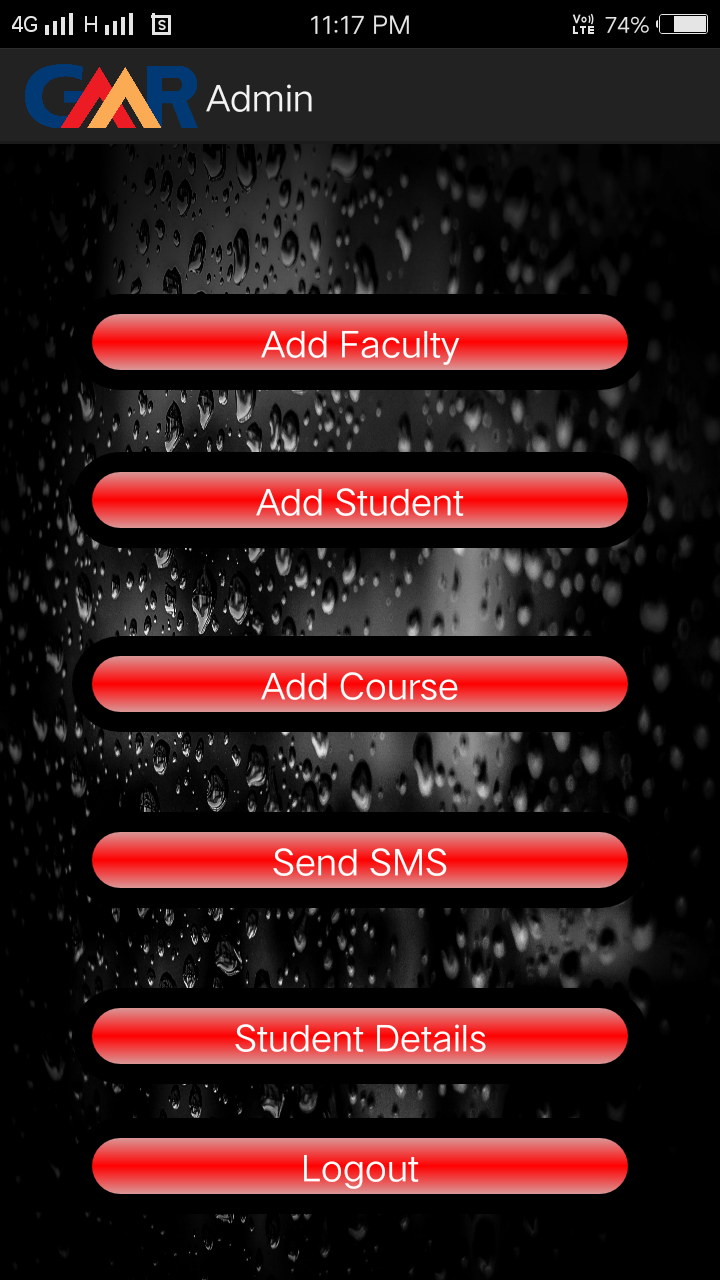 4G H S 11:17 PM Vo) LTE 74%
GMR Admin
Add Faculty
Add Student
Add Course
Send SMS
Student Details
Logout